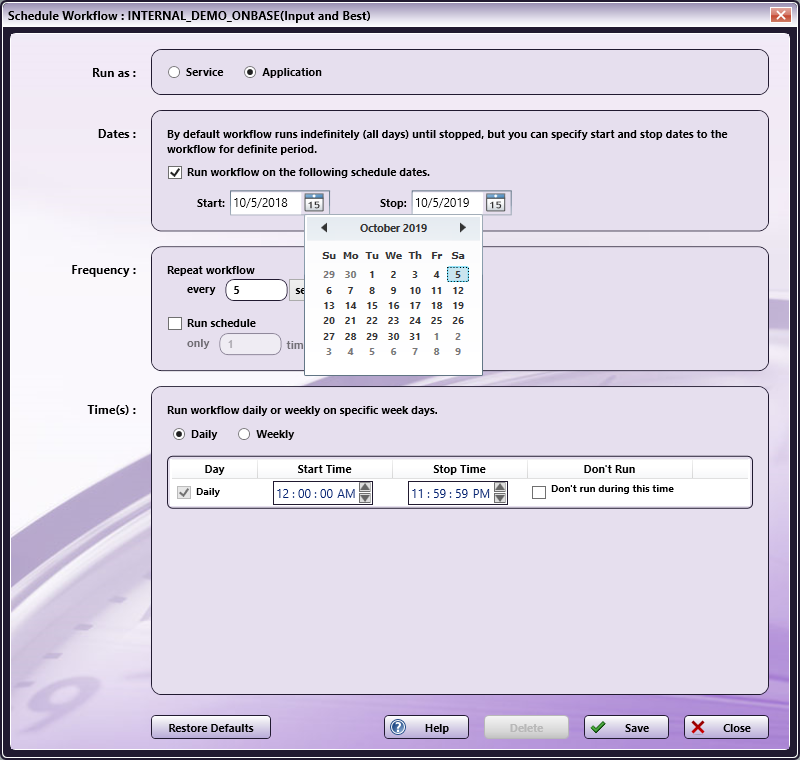 Schedule Workflow : INTERNAL_DEMO_ONBASE(Input and Best)
Run as :
Service
Application
Dates :
By default workflow runs indefinitely (all days) until stopped, but you can specify start and stop dates to the
workflow for definite period.
Run workflow on the following schedule dates.
Start: 10/5/2018 15 Stop: 10/5/2019 15
October 2019
Su Mo Tu We Th Fr Sa
29 30 1 2 3 4 5
6 7 8 9 10 11 12
13 14 15 16 17 18 19
20 21 22 23 24 25 26
27 28 29 30 31 1 2
3 4 5 6 7 8 9
Frequency :
Repeat workflow
every 5 se
Run schedule
only 1 tim
Time(s) :
Run workflow daily or weekly on specific week days.
Daily
Weekly
Day Start Time Stop Time Don't Run
Daily 12 : 00 : 00 AM 11 : 59 : 59 PM Don't run during this time
9
Restore Defaults ? Help Delete Save Close